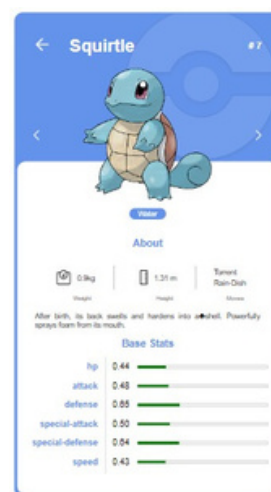 Squirtle
#7
Water
About
0.9kg
1.31 m
Torrent
Rain-Dish
Weight
Height
Moves
After birth, its back swells and hardens into a shell. Powerfully
sprays foam from its mouth.
Base Stats
hp 0.44
attack 0.48
defense 0.65
special-attack 0.50
special-defense 0.64
speed 0.43